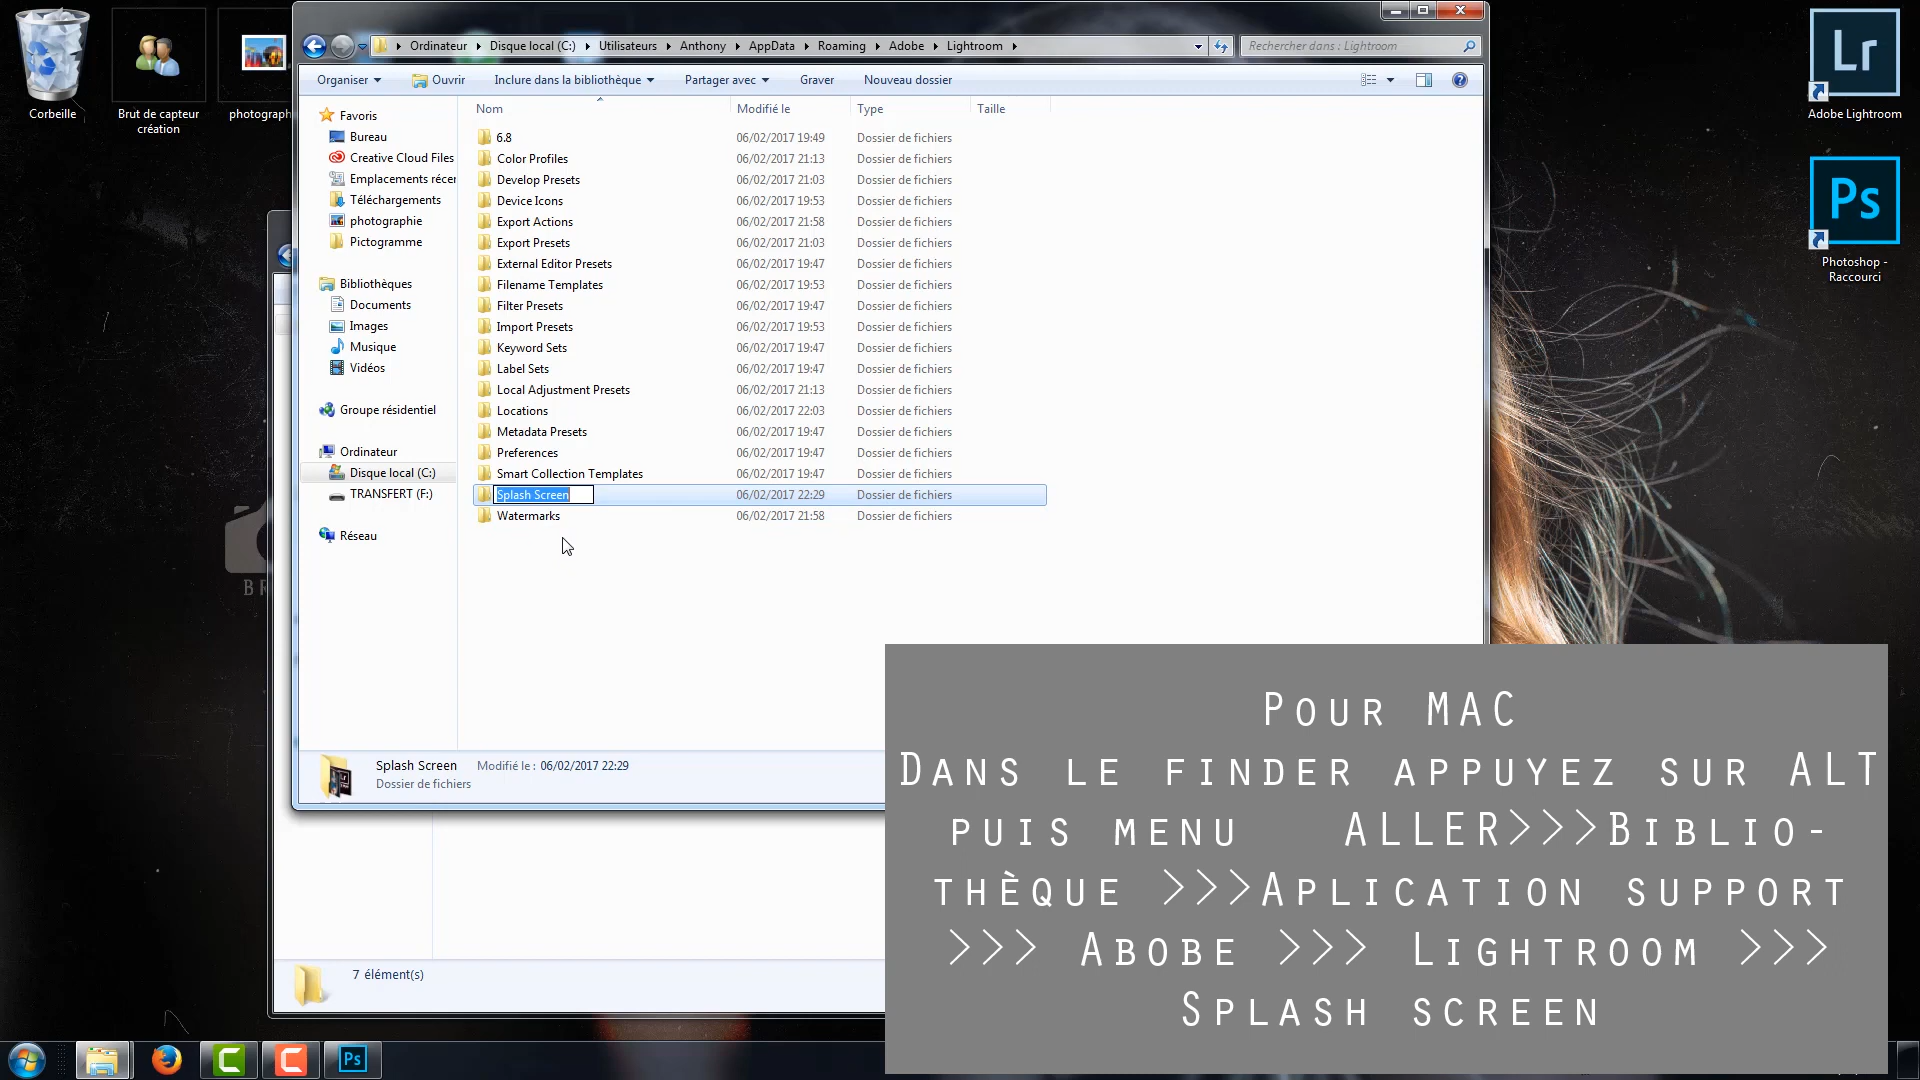 Corbeille
Brut de capteur
création
photograph
Ordinateur
Disque local (C:)
Utilisateurs
Anthony
AppData
Roaming
Adobe
Lightroom
Rechercher dans : Lightroom
Organiser
Ouvrir
Inclure dans la bibliothèque
Partager avec
Graver
Nouveau dossier
Nom
Modifié le
Type
Taille
Favoris
Bureau
Creative Cloud Files
Emplacements récer
Téléchargements
photographie
Pictogramme
Bibliothèques
Documents
Images
Musique
Vidéos
Groupe résidentiel
Ordinateur
Disque local (C:)
TRANSFERT (F:)
Réseau
6.8 06/02/2017 19:49 Dossier de fichiers
Color Profiles 06/02/2017 21:13 Dossier de fichiers
Develop Presets 06/02/2017 21:03 Dossier de fichiers
Device Icons 06/02/2017 19:53 Dossier de fichiers
Export Actions 06/02/2017 21:58 Dossier de fichiers
Export Presets 06/02/2017 21:03 Dossier de fichiers
External Editor Presets 06/02/2017 19:47 Dossier de fichiers
Filename Templates 06/02/2017 19:53 Dossier de fichiers
Filter Presets 06/02/2017 19:47 Dossier de fichiers
Import Presets 06/02/2017 19:53 Dossier de fichiers
Keyword Sets 06/02/2017 19:47 Dossier de fichiers
Label Sets 06/02/2017 19:47 Dossier de fichiers
Local Adjustment Presets 06/02/2017 21:13 Dossier de fichiers
Locations 06/02/2017 22:03 Dossier de fichiers
Metadata Presets 06/02/2017 19:47 Dossier de fichiers
Preferences 06/02/2017 19:47 Dossier de fichiers
Smart Collection Templates 06/02/2017 19:47 Dossier de fichiers
Splash Screen 06/02/2017 22:29 Dossier de fichiers
Watermarks 06/02/2017 21:58 Dossier de fichiers
Splash Screen Modifié le : 06/02/2017 22:29
Dossier de fichiers
7 élément(s)
BR
Lr
Adobe Lightroom
Ps
Photoshop -
Raccourci
Pour MAC
Dans le finder appuyez sur ALT
puis menu ALLER>>>Biblio-
thèque >>>Aplication support
>>> Abobe >>> Lightroom >>>
Splash screen
Ps